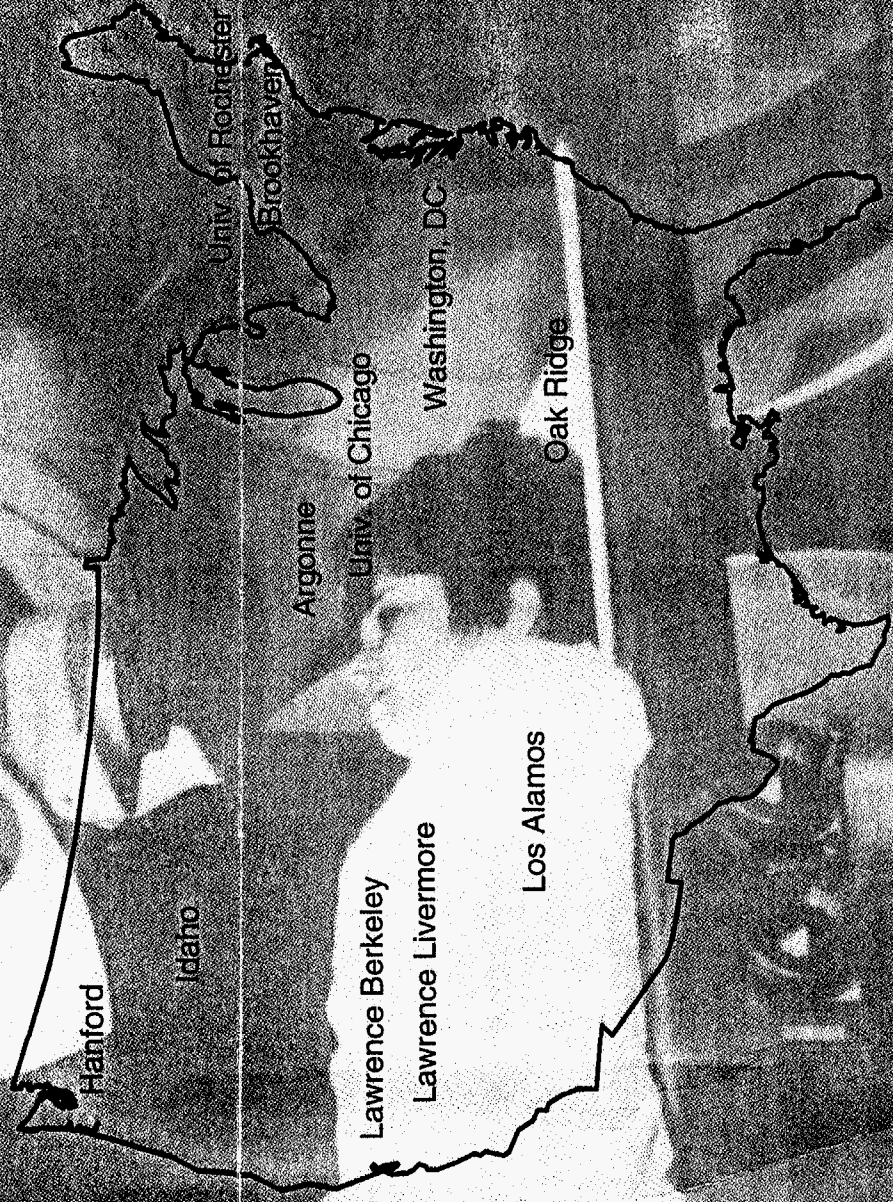 Hanford
Idaho
Lawrence Berkeley
Lawrence Livermore
Los Alamos
Argonne
Univ. of Chicago
Oak Ridge
Washington, DC
Univ. of Rochester
Brookhaven